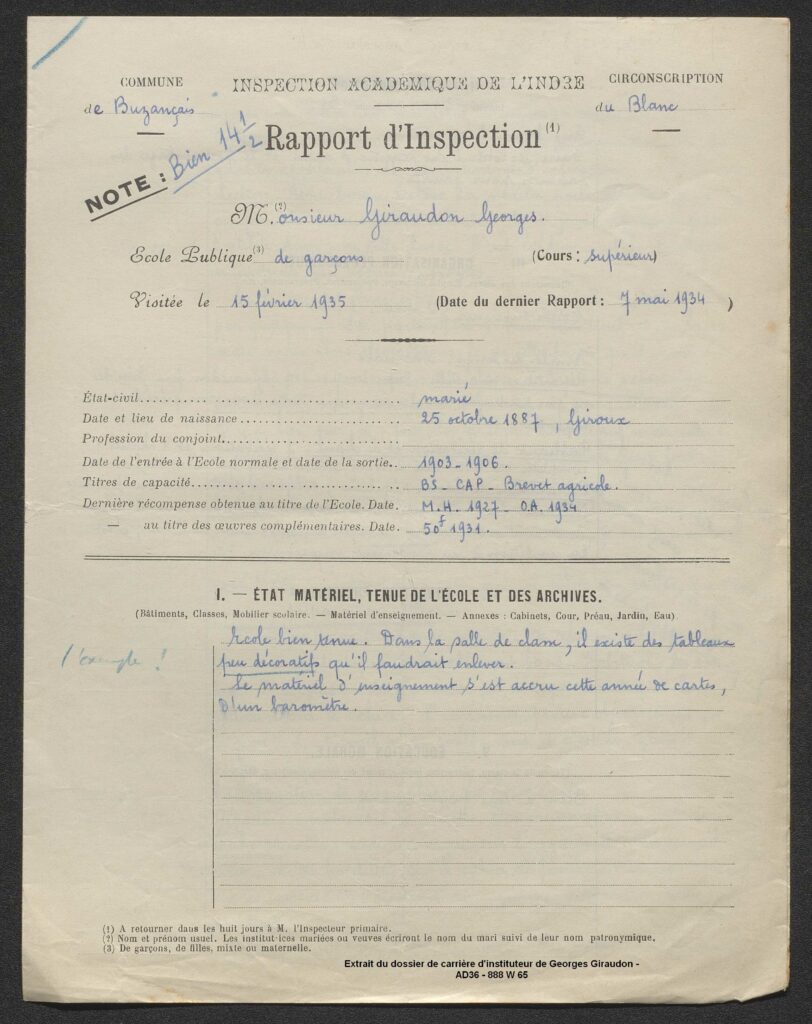 COMMUNE
de Buzançais
INSPECTION ACADEMIQUE DE L'INDRE
CIRCONSCRIPTION
du Blanc
NOTE : Bien 14 1/2
Rapport d'Inspection (1)
M. (2) onsieur Giraudon Georges.
Ecole Publique (3) de garçons (Cours : supérieur)
Visitée le 15 février 1935 (Date du dernier Rapport : 7 mai 1934 )
État-civil.......... marié
Date et lieu de naissance.......... 25 octobre 1887, Giroux
Profession du conjoint..........
Date de l'entrée à l'Ecole normale et date de la sortie.. 1903 - 1906.
Titres de capacité.......... BS - CAP - Brevet agricole.
Dernière récompense obtenue au titre de l'Ecole. Date. M.H. 1927 - O.A. 1934
— au titre des œuvres complémentaires. Date. 50f 1931.
I. — ÉTAT MATÉRIEL, TENUE DE L'ÉCOLE ET DES ARCHIVES.
(Bâtiments, Classes, Mobilier scolaire. — Matériel d'enseignement. — Annexes : Cabinets, Cour, Préau, Jardin, Eau)
Ecole bien tenue. Dans la salle de classe, il existe des tableaux
peu décoratifs qu'il faudrait enlever.
Le matériel d'enseignement s'est accru cette année de cartes,
d'un baromètre.
(1) A retourner dans les huit jours à M. l'Inspecteur primaire.
(2) Nom et prénom usuel. Les institut·ices mariées ou veuves écriront le nom du mari suivi de leur nom patronymique.
(3) De garçons, de filles, mixte ou maternelle.
Extrait du dossier de carrière d'instituteur de Georges Giraudon -
AD36 - 888 W 65